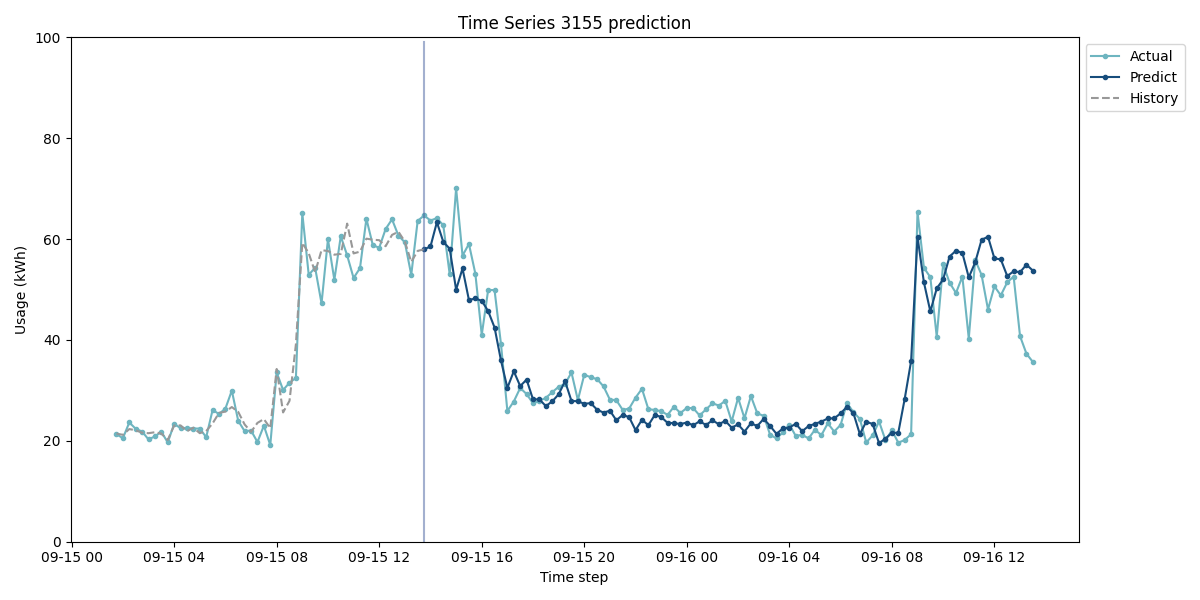 Time Series 3155 prediction
100
80
60
40
20
0
Usage (kWh)
09-15 00
09-15 04
09-15 08
09-15 12
09-15 16
09-15 20
09-16 00
09-16 04
09-16 08
09-16 12
Time step
Actual
Predict
History